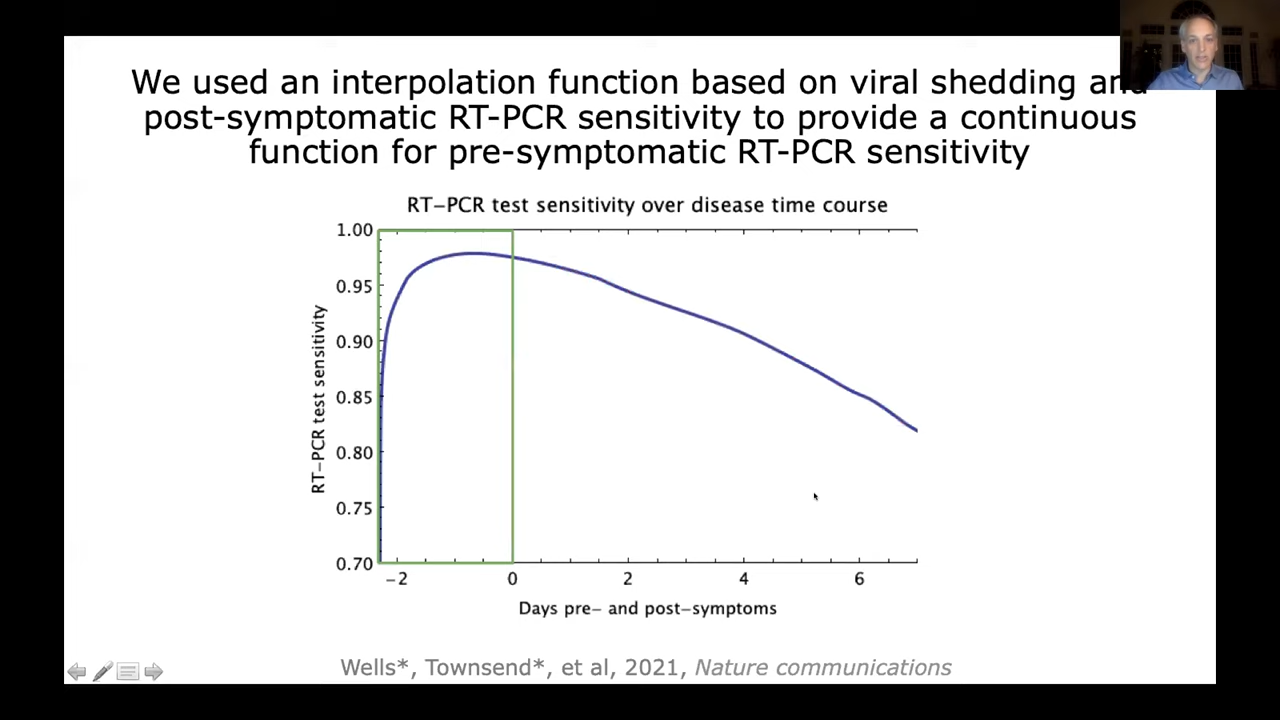 We used an interpolation function based on viral shedding and
post-symptomatic RT-PCR sensitivity to provide a continuous
function for pre-symptomatic RT-PCR sensitivity
RT−PCR test sensitivity over disease time course
RT−PCR test sensitivity
1.00
0.95
0.90
0.85
0.80
0.75
0.70
−2 0 2 4 6
Days pre− and post−symptoms
Wells*, Townsend*, et al, 2021, Nature communications